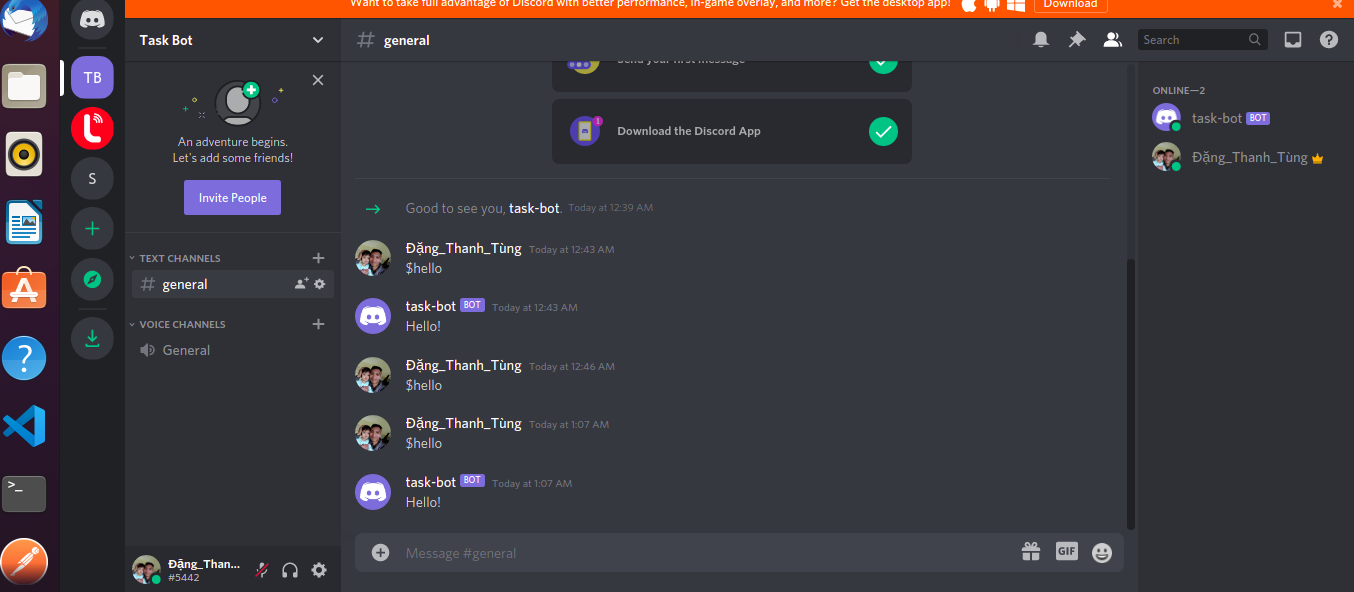 Want to take full advantage of Discord with better performance, in-game overlay, and more? Get the desktop app!
Download
Task Bot
general
Search
TB
S
An adventure begins.
Let's add some friends!
Invite People
TEXT CHANNELS
general
VOICE CHANNELS
General
Send your first message
Download the Discord App
1
Good to see you, task-bot. Today at 12:39 AM
Đặng_Thanh_Tùng Today at 12:43 AM
$hello
task-bot BOT Today at 12:43 AM
Hello!
Đặng_Thanh_Tùng Today at 12:46 AM
$hello
Đặng_Thanh_Tùng Today at 1:07 AM
$hello
task-bot BOT Today at 1:07 AM
Hello!
Message #general
GIF
ONLINE—2
task-bot BOT
Đặng_Thanh_Tùng
Đặng_Than...
#5442